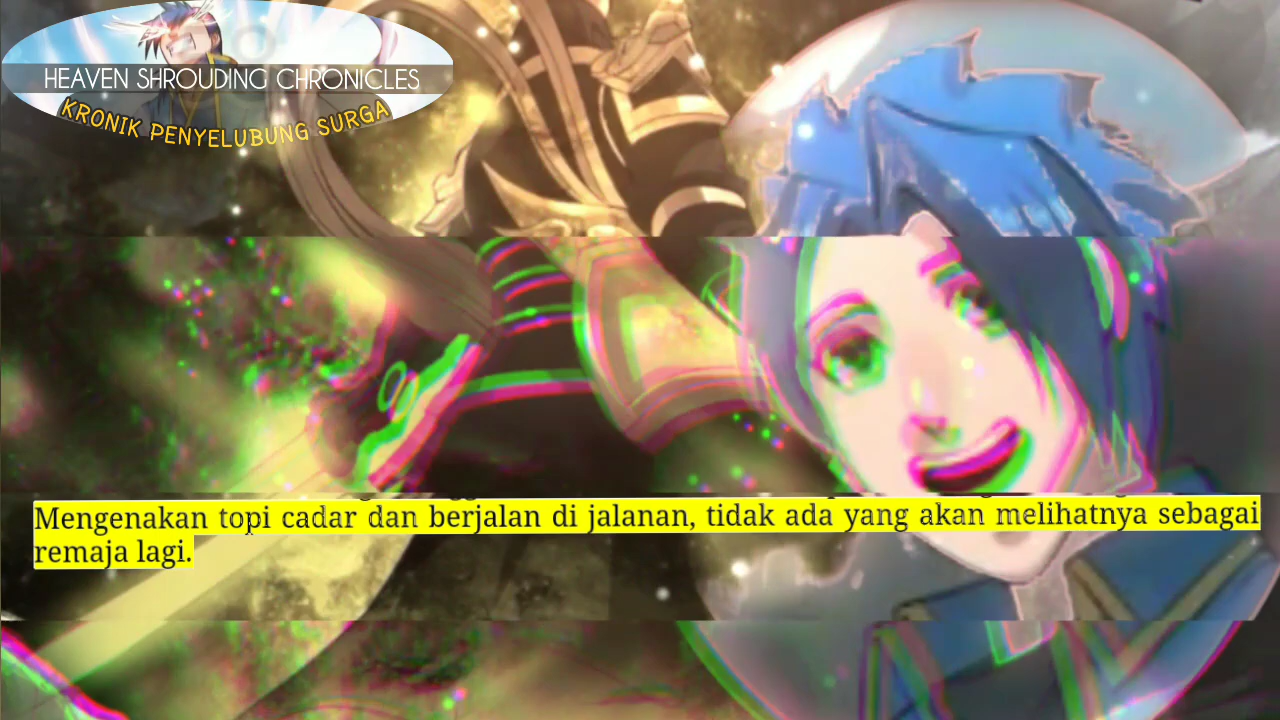 HEAVEN SHROUDING CHRONICLES
KRONIK PENYELUBUNG SURGA
Mengenakan topi cadar dan berjalan di jalanan, tidak ada yang akan melihatnya sebagai
remaja lagi.